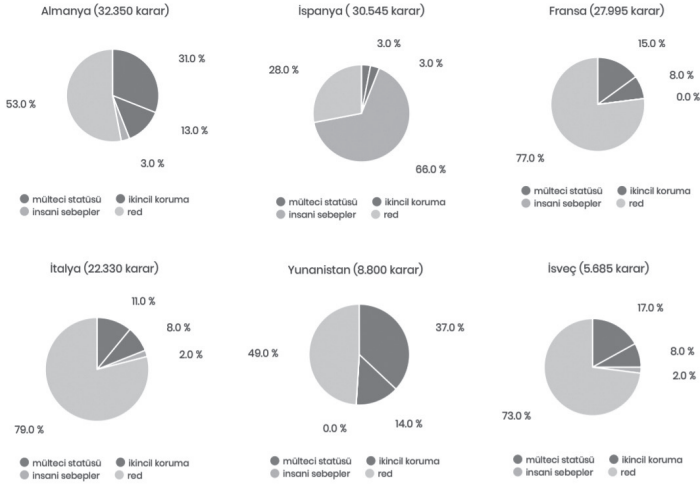 Almanya (32.350 karar)
31.0 %
53.0 %
13.0 %
3.0 %
mülteci statüsü ikincil koruma
insani sebepler red
İspanya ( 30.545 karar)
3.0 %
3.0 %
28.0 %
66.0 %
mülteci statüsü ikincil koruma
insani sebepler red
Fransa (27.995 karar)
15.0 %
8.0 %
0.0 %
77.0 %
mülteci statüsü ikincil koruma
insani sebepler red
İtalya (22.330 karar)
11.0 %
8.0 %
2.0 %
79.0 %
mülteci statüsü ikincil koruma
insani sebepler red
Yunanistan (8.800 karar)
37.0 %
49.0 %
14.0 %
0.0 %
mülteci statüsü ikincil koruma
insani sebepler red
İsveç (5.685 karar)
17.0 %
8.0 %
2.0 %
73.0 %
mülteci statüsü ikincil koruma
insani sebepler red